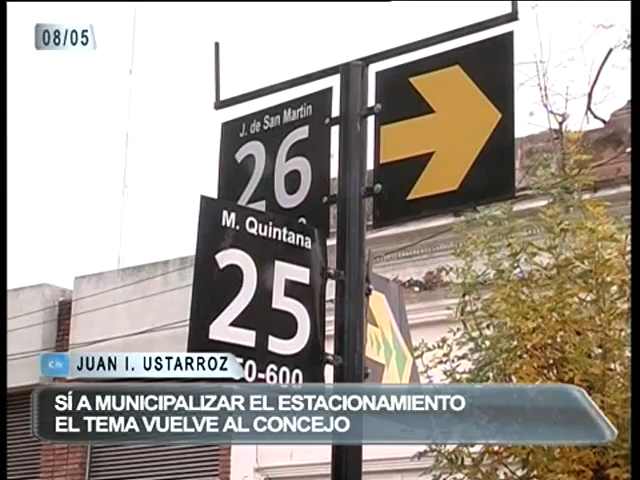 08/05
J. de San Martin
26
M. Quintana
25
0-600
JUAN I. USTARROZ
SÍ A MUNICIPALIZAR EL ESTACIONAMIENTO
EL TEMA VUELVE AL CONCEJO